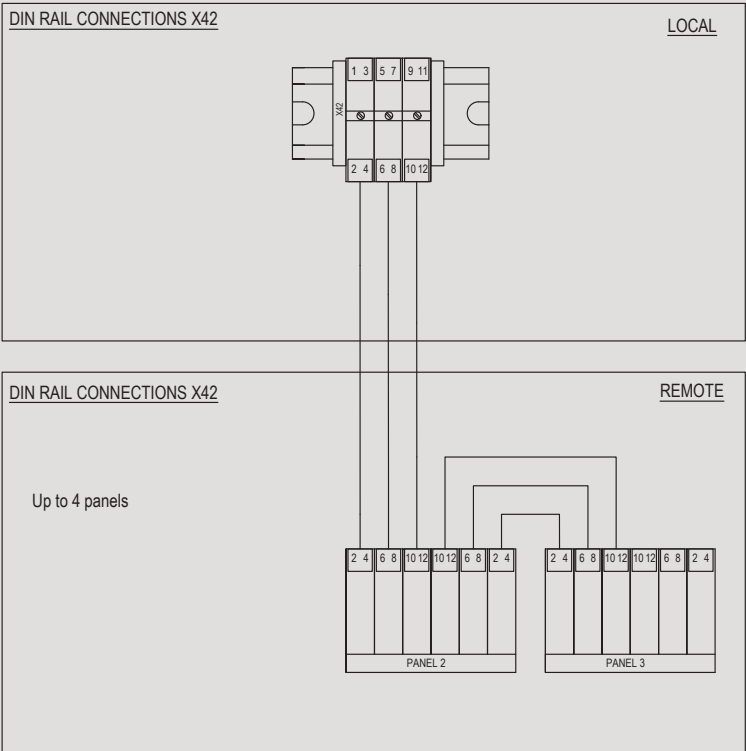 DIN RAIL CONNECTIONS X42
LOCAL
1 3 5 7 9 11
X42
2 4 6 8 10 12
DIN RAIL CONNECTIONS X42
REMOTE
Up to 4 panels
2 4 6 8 10 12 10 12 6 8 2 4
2 4 6 8 10 12 10 12 6 8 2 4
PANEL 2
PANEL 3